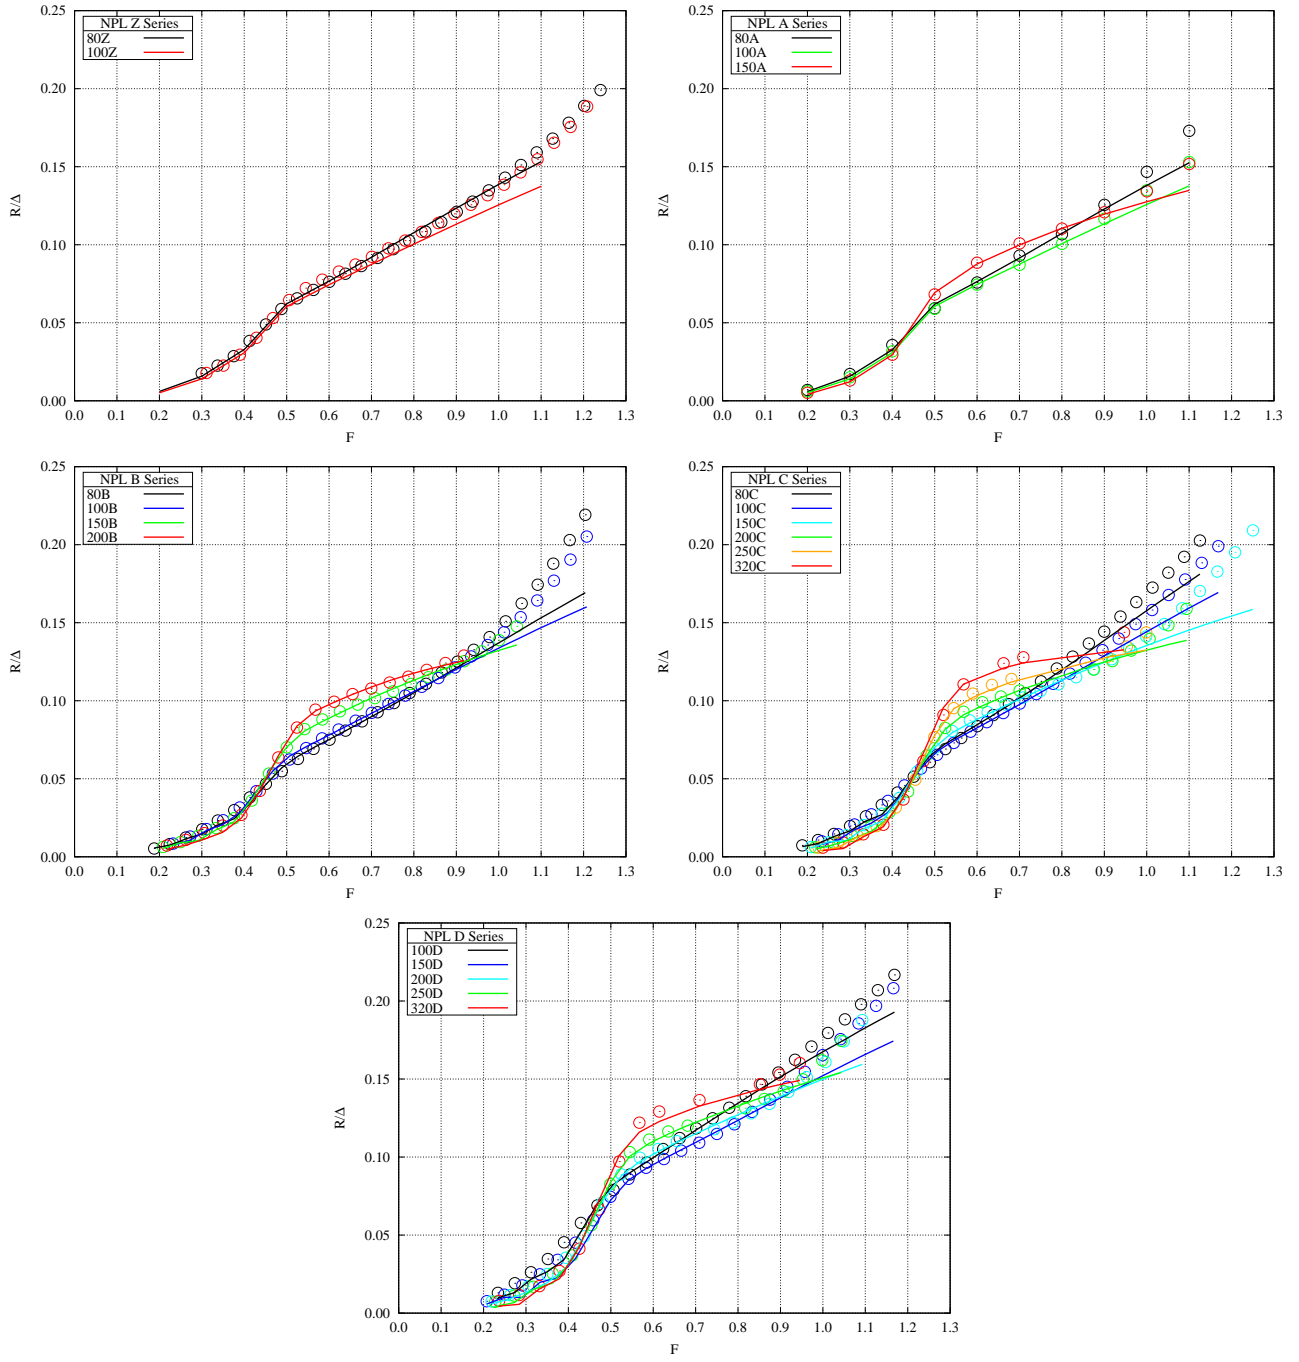 NPL Z Series
80Z
100Z
R/Δ
0.25
0.20
0.15
0.10
0.05
0.00
0.0 0.1 0.2 0.3 0.4 0.5 0.6 0.7 0.8 0.9 1.0 1.1 1.2 1.3
F
NPL A Series
80A
100A
150A
R/Δ
0.25
0.20
0.15
0.10
0.05
0.00
0.0 0.1 0.2 0.3 0.4 0.5 0.6 0.7 0.8 0.9 1.0 1.1 1.2 1.3
F
NPL B Series
80B
100B
150B
200B
R/Δ
0.25
0.20
0.15
0.10
0.05
0.00
0.0 0.1 0.2 0.3 0.4 0.5 0.6 0.7 0.8 0.9 1.0 1.1 1.2 1.3
F
NPL C Series
80C
100C
150C
200C
250C
320C
R/Δ
0.25
0.20
0.15
0.10
0.05
0.00
0.0 0.1 0.2 0.3 0.4 0.5 0.6 0.7 0.8 0.9 1.0 1.1 1.2 1.3
F
NPL D Series
100D
150D
200D
250D
320D
R/Δ
0.25
0.20
0.15
0.10
0.05
0.00
0.0 0.1 0.2 0.3 0.4 0.5 0.6 0.7 0.8 0.9 1.0 1.1 1.2 1.3
F